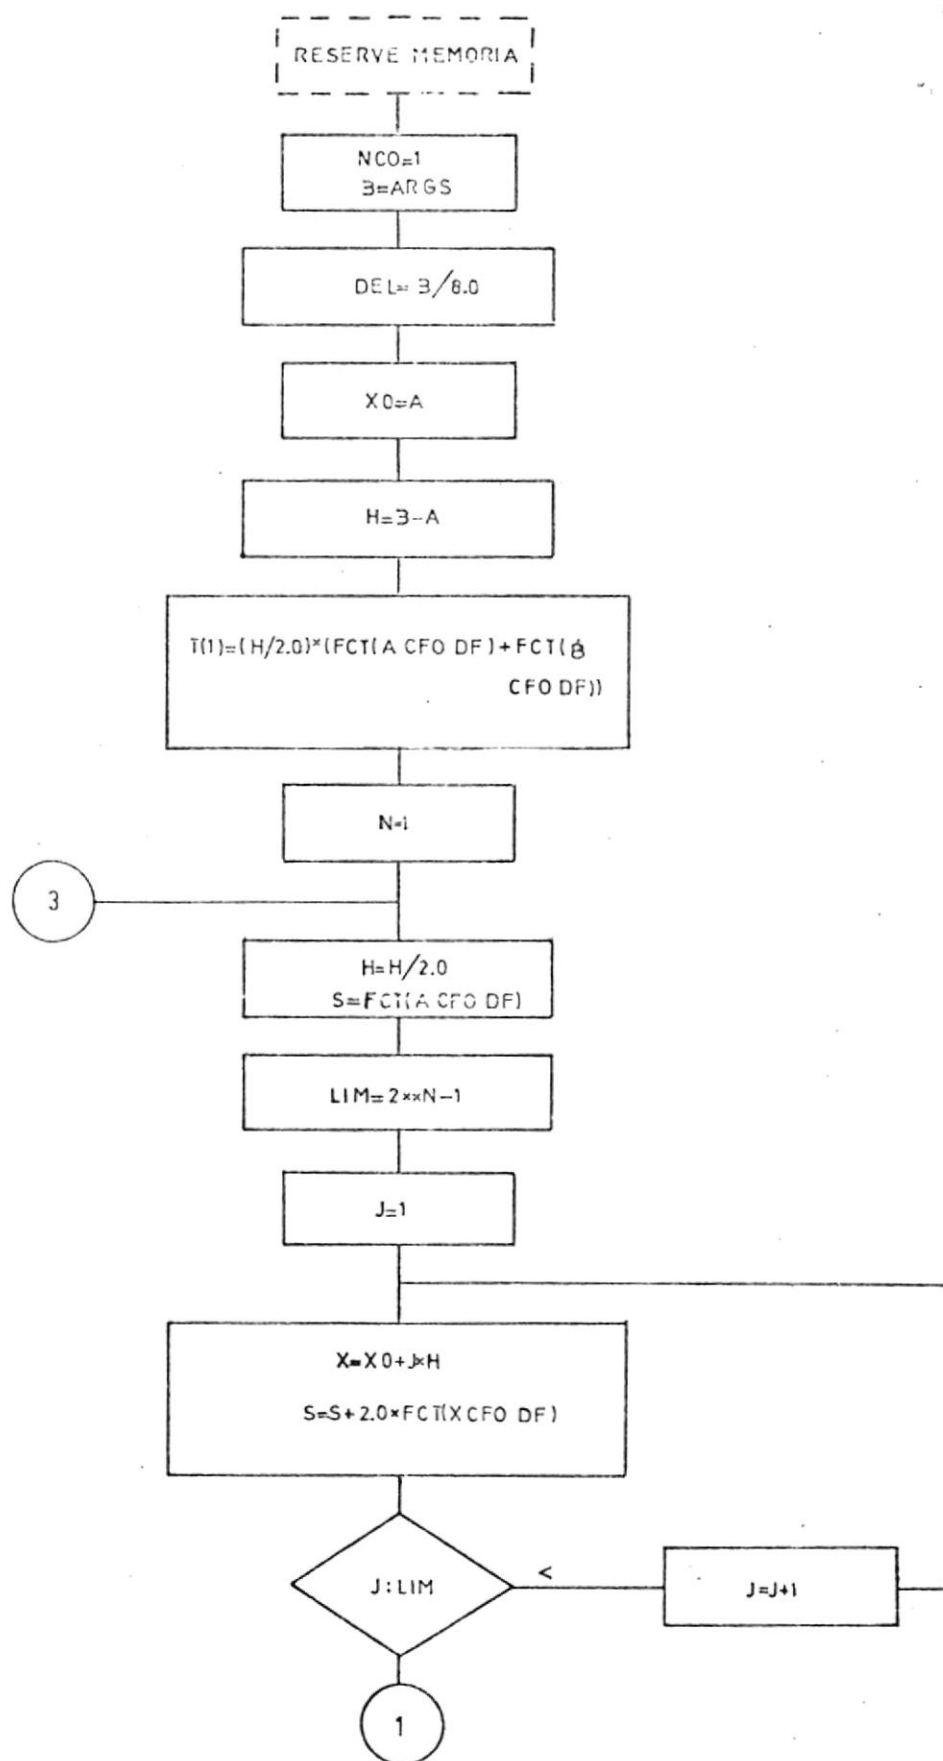 RESERVE MEMORIA
NCO=1
B=ARGS
DEL= B/8.0
X0=A
H=B-A
T(1)=(H/2.0)*(FCT(A CFO DF)+FCT(B
CFO DF))
N=1
3
H=H/2.0
S=FCT(A CFO DF)
LIM=2**N-1
J=1
X=X0+J*H
S=S+2.0*FCT(X CFO DF)
J:LIM
<
J=J+1
1